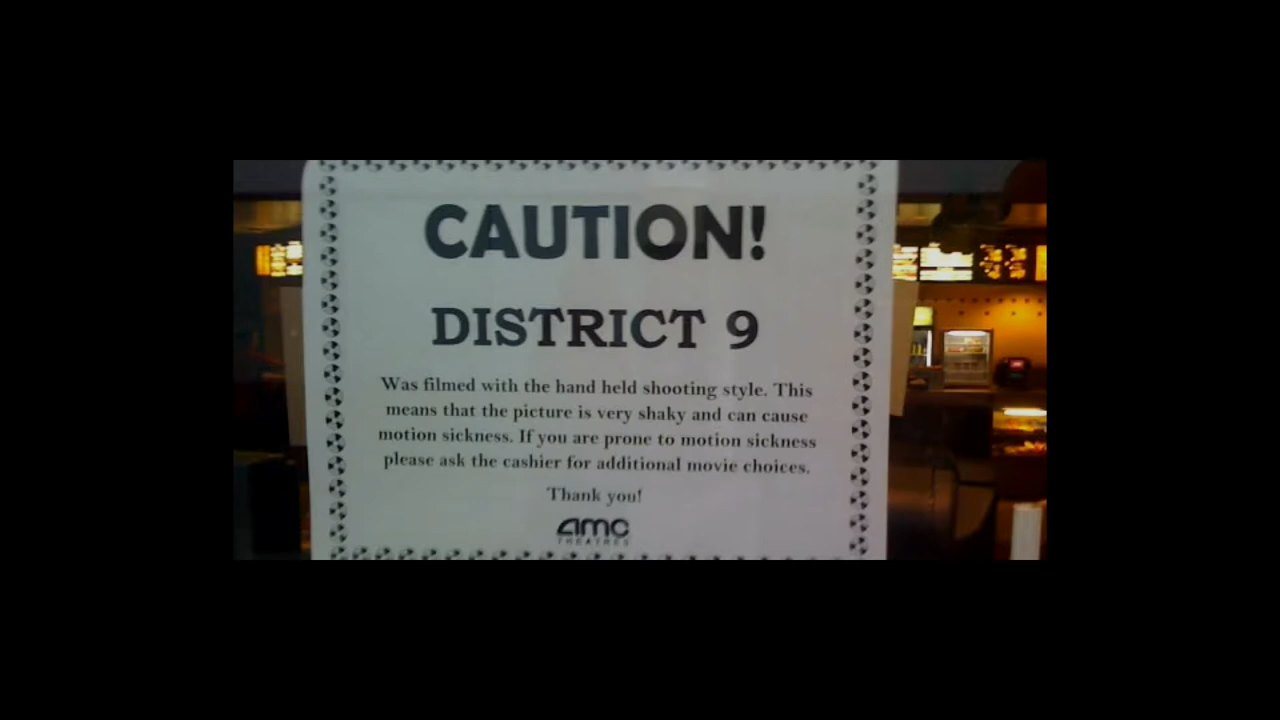 CAUTION!
DISTRICT 9
Was filmed with the hand held shooting style. This
means that the picture is very shaky and can cause
motion sickness. If you are prone to motion sickness
please ask the cashier for additional movie choices.
Thank you!
amc
THEATRES